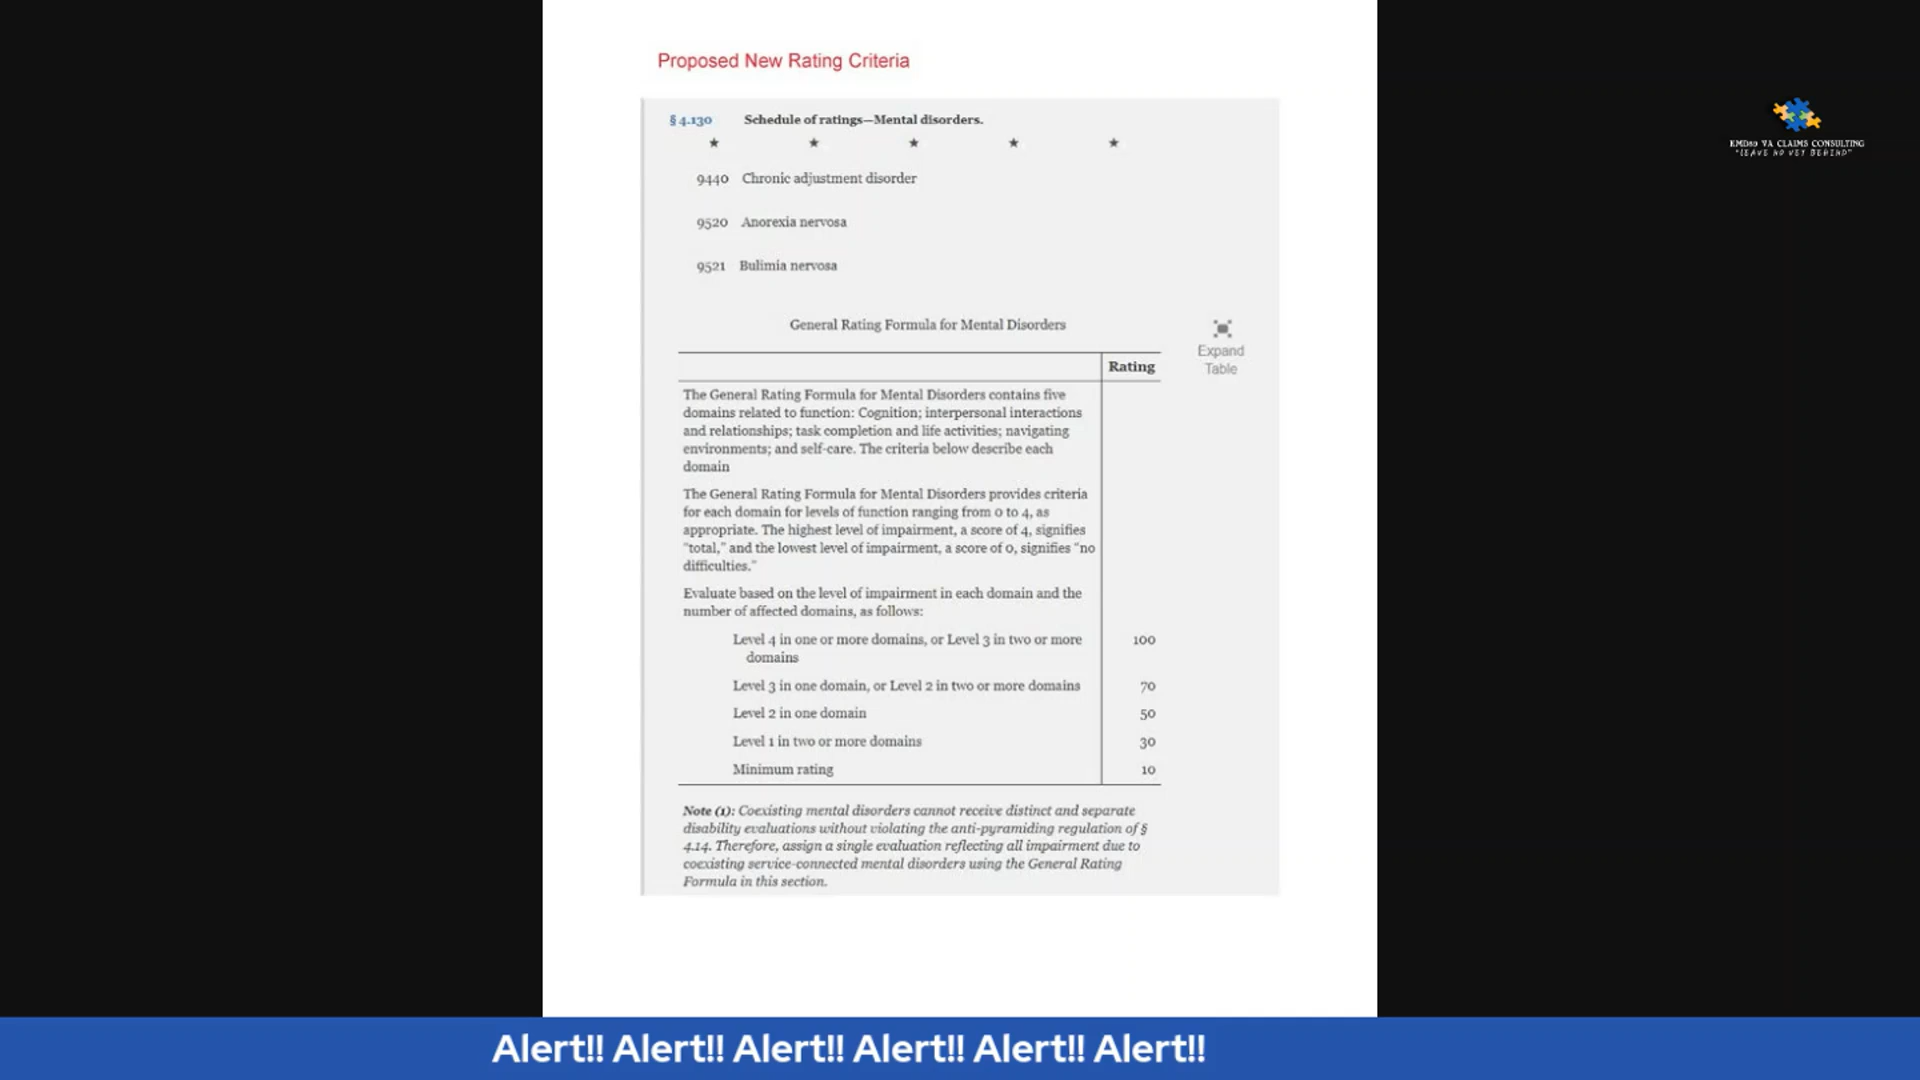 Proposed New Rating Criteria
§ 4.130 Schedule of ratings—Mental disorders.
★ ★ ★ ★ ★
9440 Chronic adjustment disorder
9520 Anorexia nervosa
9521 Bulimia nervosa
General Rating Formula for Mental Disorders
Expand
Table
Rating
The General Rating Formula for Mental Disorders contains five
domains related to function: Cognition; interpersonal interactions
and relationships; task completion and life activities; navigating
environments; and self-care. The criteria below describe each
domain
The General Rating Formula for Mental Disorders provides criteria
for each domain for levels of function ranging from 0 to 4, as
appropriate. The highest level of impairment, a score of 4, signifies
“total,” and the lowest level of impairment, a score of 0, signifies “no
difficulties.”
Evaluate based on the level of impairment in each domain and the
number of affected domains, as follows:
Level 4 in one or more domains, or Level 3 in two or more 100
domains
Level 3 in one domain, or Level 2 in two or more domains 70
Level 2 in one domain 50
Level 1 in two or more domains 30
Minimum rating 10
Note (1): Coexisting mental disorders cannot receive distinct and separate
disability evaluations without violating the anti-pyramiding regulation of §
4.14. Therefore, assign a single evaluation reflecting all impairment due to
coexisting service-connected mental disorders using the General Rating
Formula in this section.
EMD80 VA CLAIMS CONSULTING
"LEAVE NO VET BEHIND"
Alert!! Alert!! Alert!! Alert!! Alert!! Alert!!